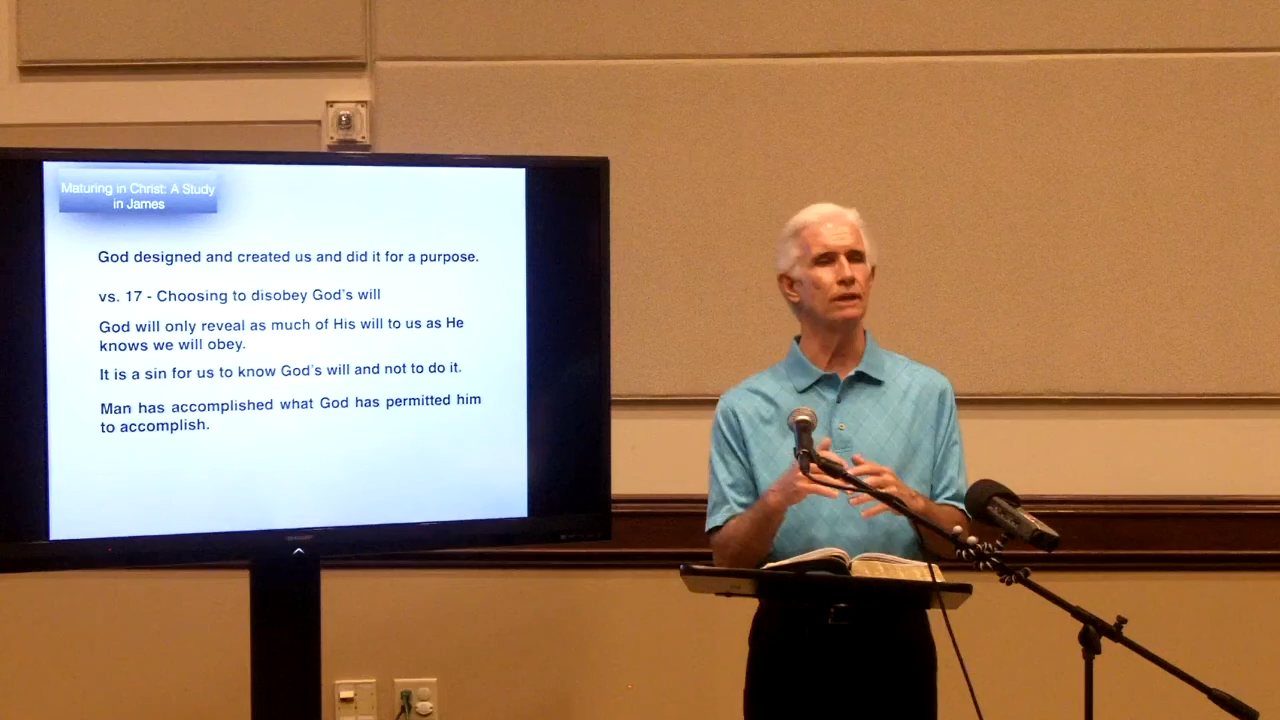 Maturing in Christ: A Study
in James
God designed and created us and did it for a purpose.
vs. 17 - Choosing to disobey God's will
God will only reveal as much of His will to us as He
knows we will obey.
It is a sin for us to know God's will and not to do it.
Man has accomplished what God has permitted him
to accomplish.